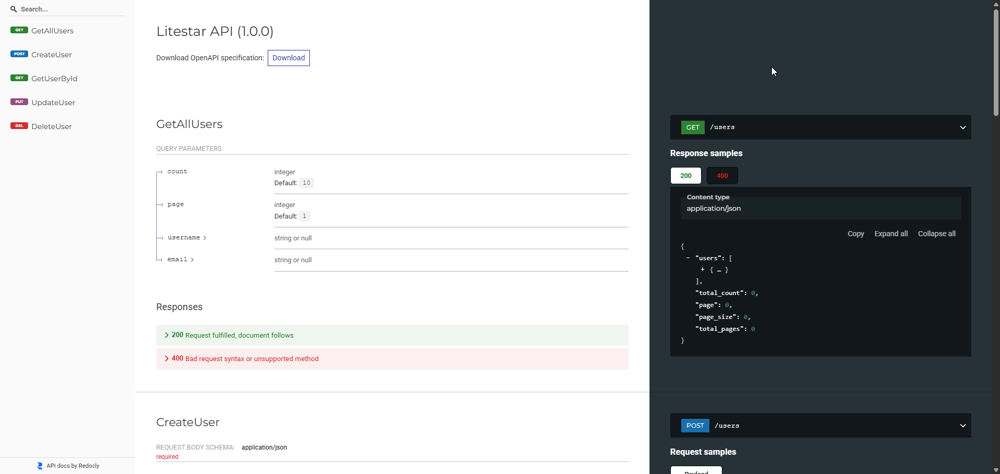 Search...
GET GetAllUsers
POST CreateUser
GET GetUserById
PUT UpdateUser
DEL DeleteUser
API docs by Redocly
Litestar API (1.0.0)
Download OpenAPI specification: Download
GetAllUsers
QUERY PARAMETERS
count integer
Default: 10
page integer
Default: 1
username string or null
email string or null
Responses
200 Request fulfilled, document follows
400 Bad request syntax or unsupported method
CreateUser
REQUEST BODY SCHEMA: application/json
required
GET /users
Response samples
200 400
Content type
application/json
Copy Expand all Collapse all
{
− "users": [
+ { … }
],
"total_count": 0,
"page": 0,
"page_size": 0,
"total_pages": 0
}
POST /users
Request samples
Payload